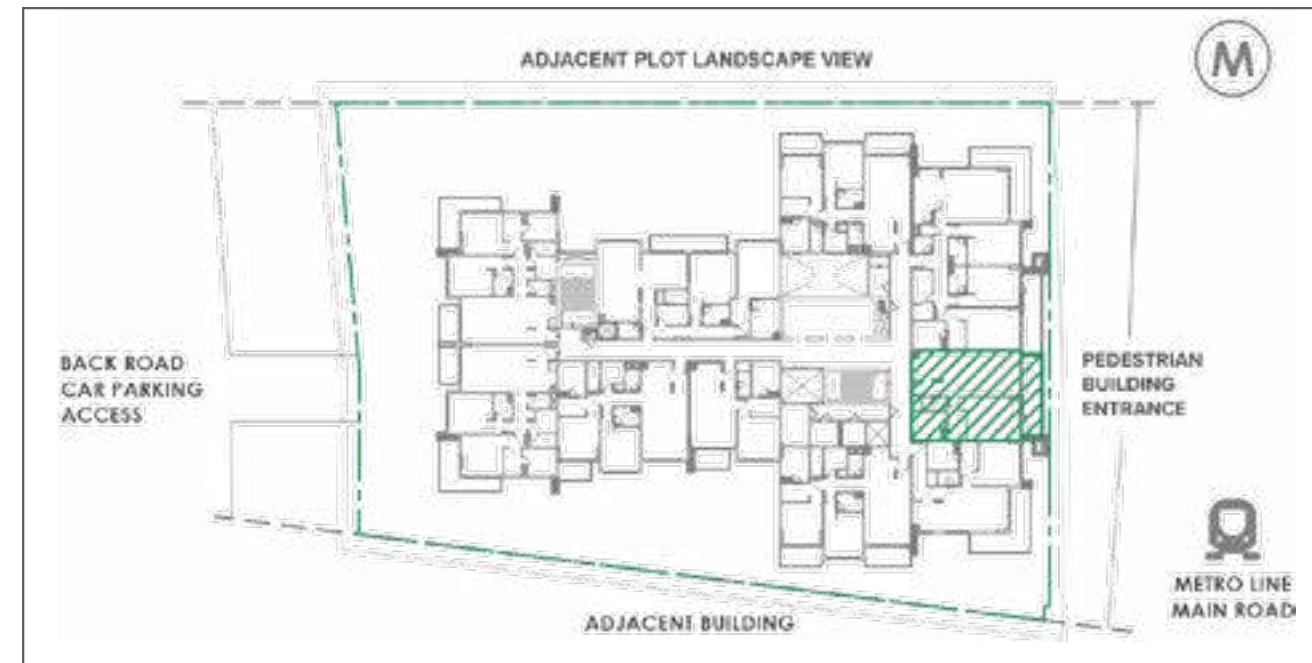 ADJACENT PLOT LANDSCAPE VIEW
M
BACK ROAD
CAR PARKING
ACCESS
PEDESTRIAN
BUILDING
ENTRANCE
METRO LINE
MAIN ROAD
ADJACENT BUILDING